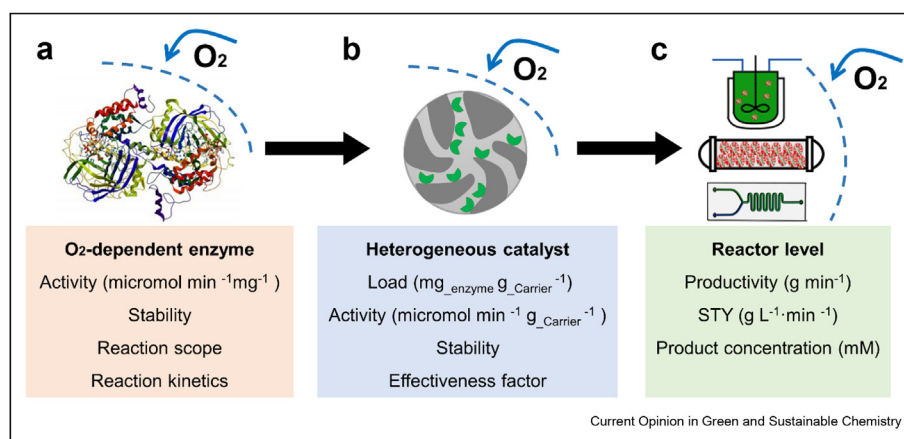 a
O₂
b
O₂
c
O₂
O₂-dependent enzyme
Activity (micromol min ⁻¹mg⁻¹ )
Stability
Reaction scope
Reaction kinetics
Heterogeneous catalyst
Load (mg_enzyme g_Carrier ⁻¹)
Activity (micromol min ⁻¹ g_Carrier ⁻¹ )
Stability
Effectiveness factor
Reactor level
Productivity (g min⁻¹)
STY (g L⁻¹·min ⁻¹)
Product concentration (mM)
Current Opinion in Green and Sustainable Chemistry